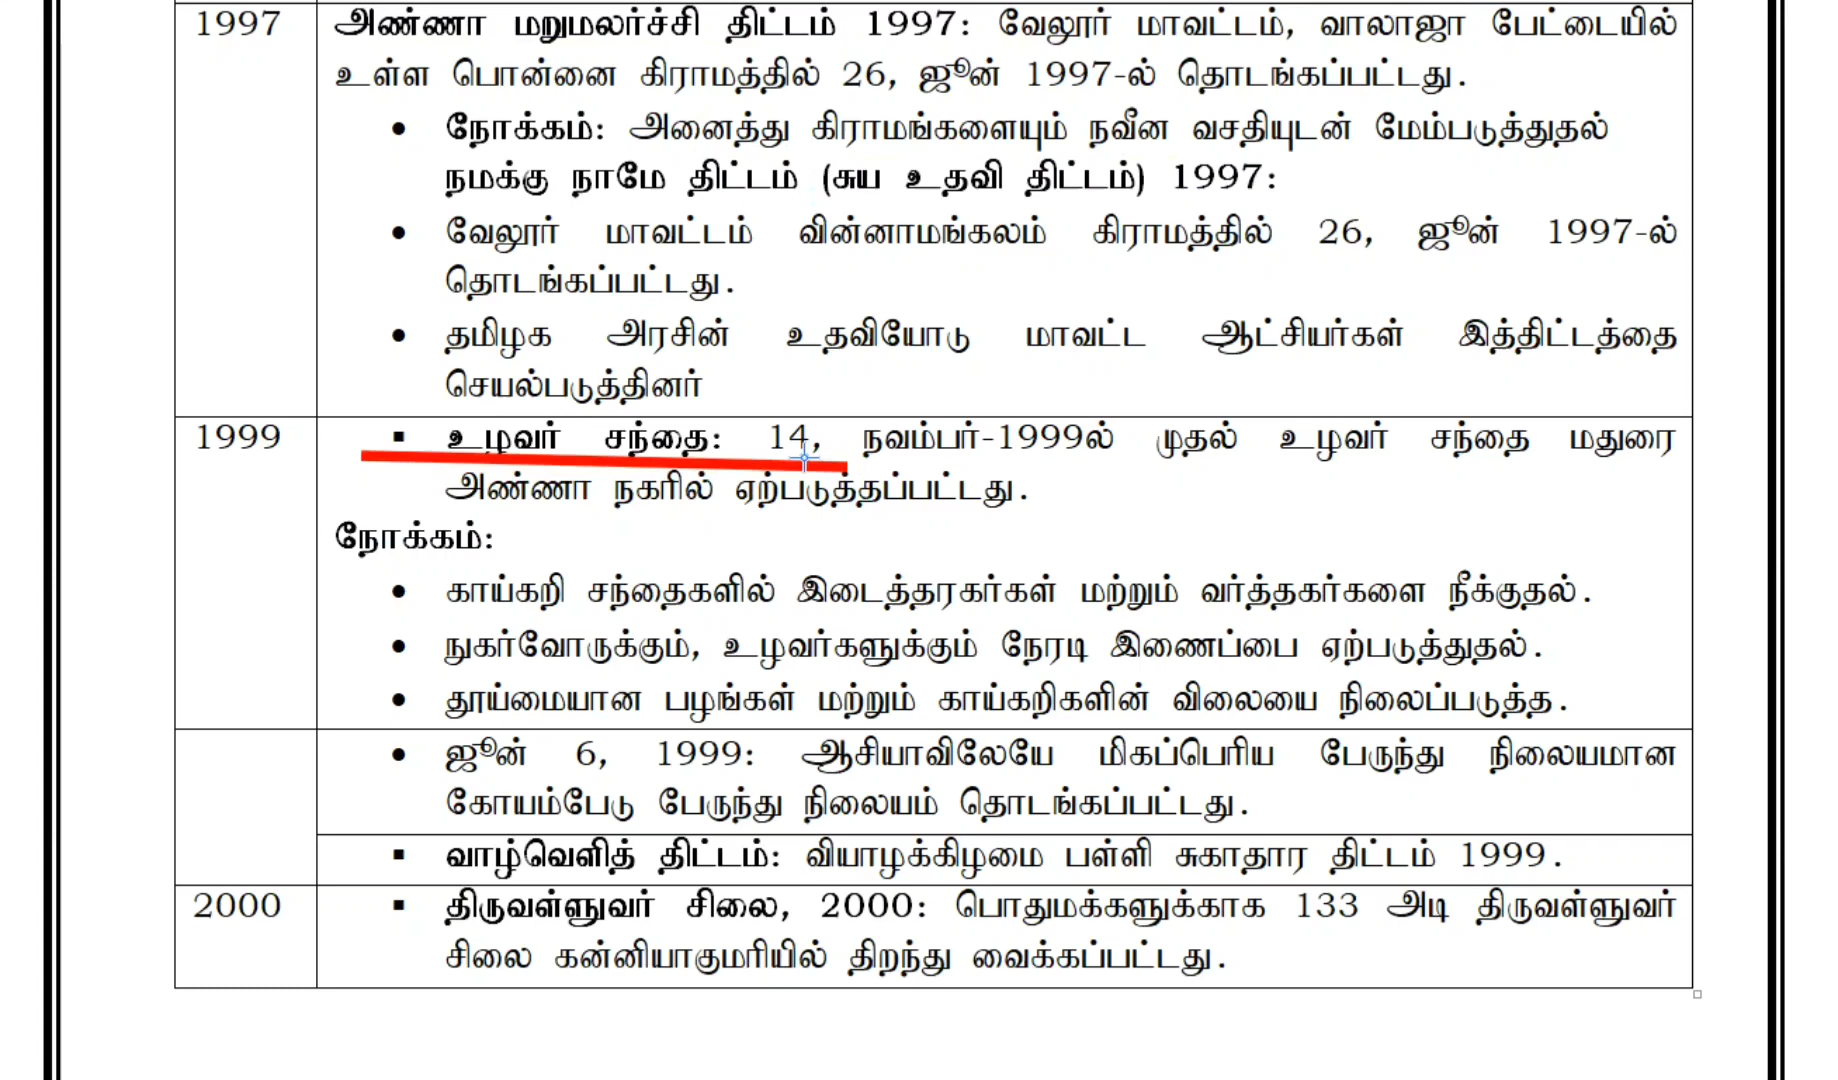 1997 அண்ணா மறுமலர்ச்சி திட்டம் 1997: வேலூர் மாவட்டம், வாலாஜா பேட்டையில்
உள்ள பொன்னை கிராமத்தில் 26, ஜூன் 1997-ல் தொடங்கப்பட்டது.
• நோக்கம்: அனைத்து கிராமங்களையும் நவீன வசதியுடன் மேம்படுத்துதல்
நமக்கு நாமே திட்டம் (சுய உதவி திட்டம்) 1997:
• வேலூர் மாவட்டம் வின்னாமங்கலம் கிராமத்தில் 26, ஜூன் 1997-ல்
தொடங்கப்பட்டது.
• தமிழக அரசின் உதவியோடு மாவட்ட ஆட்சியர்கள் இத்திட்டத்தை
செயல்படுத்தினர்
1999 ▪ உழவர் சந்தை: 14, நவம்பர்-1999ல் முதல் உழவர் சந்தை மதுரை
அண்ணா நகரில் ஏற்படுத்தப்பட்டது.
நோக்கம்:
• காய்கறி சந்தைகளில் இடைத்தரகர்கள் மற்றும் வர்த்தகர்களை நீக்குதல்.
• நுகர்வோருக்கும், உழவர்களுக்கும் நேரடி இணைப்பை ஏற்படுத்துதல்.
• தூய்மையான பழங்கள் மற்றும் காய்கறிகளின் விலையை நிலைப்படுத்த.
• ஜூன் 6, 1999: ஆசியாவிலேயே மிகப்பெரிய பேருந்து நிலையமான
கோயம்பேடு பேருந்து நிலையம் தொடங்கப்பட்டது.
▪ வாழ்வெளித் திட்டம்: வியாழக்கிழமை பள்ளி சுகாதார திட்டம் 1999.
2000 ▪ திருவள்ளுவர் சிலை, 2000: பொதுமக்களுக்காக 133 அடி திருவள்ளுவர்
சிலை கன்னியாகுமரியில் திறந்து வைக்கப்பட்டது.